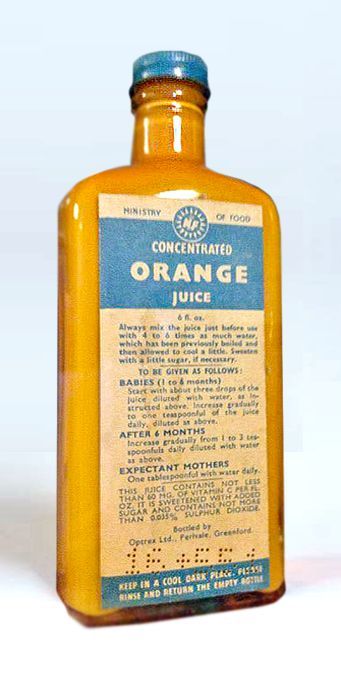 MINISTRY OF FOOD
MF
CONCENTRATED
ORANGE
JUICE
6 fl. oz.
Always mix the juice just before use
with 4 to 6 times as much water,
which has been previously boiled and
then allowed to cool a little. Sweeten
with a little sugar, if necessary.
TO BE GIVEN AS FOLLOWS:
BABIES (1 to 6 months)
Start with about three drops of the
juice diluted with water, as in-
structed above. Increase gradually
to one teaspoonful of the juice
daily, diluted as above.
AFTER 6 MONTHS
Increase gradually from 1 to 3 tea-
spoonfuls daily diluted with water
as above.
EXPECTANT MOTHERS
One tablespoonful with water daily.
THIS JUICE CONTAINS NOT LESS
THAN 60 MG. OF VITAMIN C PER FL.
OZ. IT IS SWEETENED WITH ADDED
SUGAR AND CONTAINS NOT MORE
THAN 0.035% SULPHUR DIOXIDE.
Bottled by
Optrex Ltd., Perivale, Greenford.
KEEP IN A COOL DARK PLACE. PLEASE
RINSE AND RETURN THE EMPTY BOTTLE